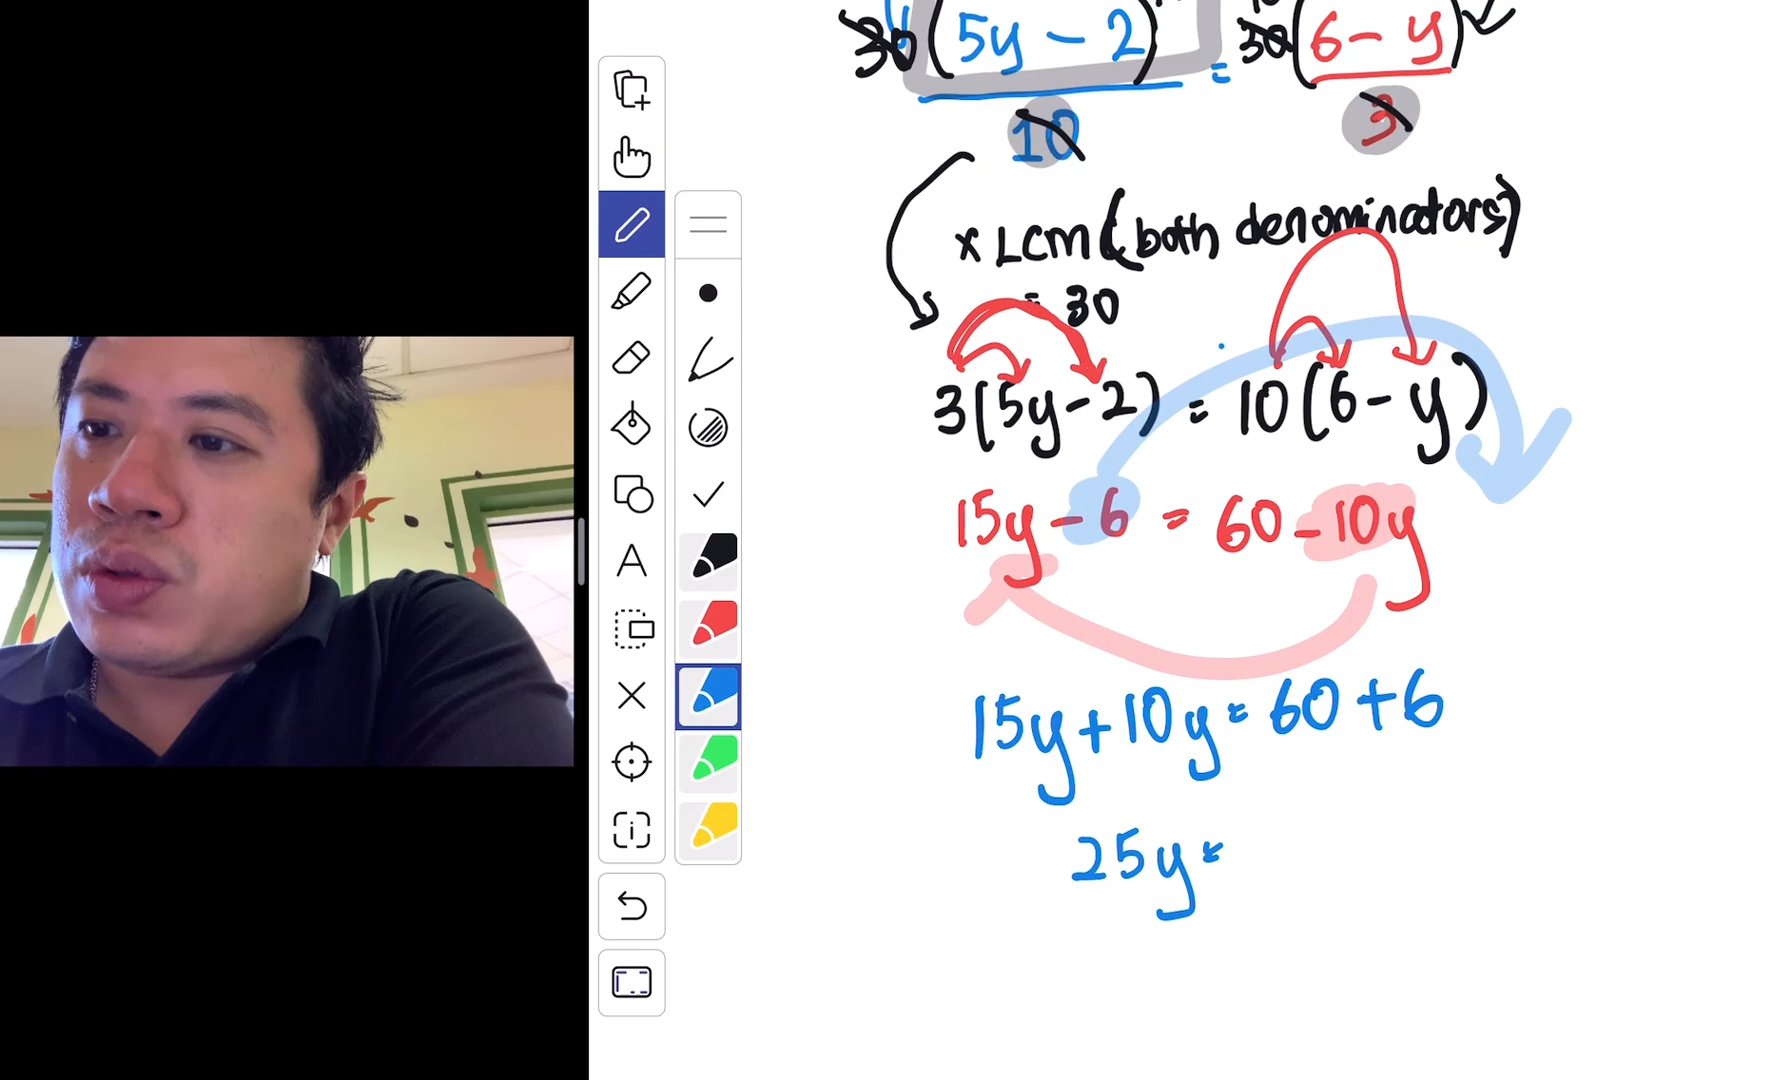 30(5y-2) = 30(6-y)
10 3
x LCM (both denominators)
= 30
3(5y-2) = 10(6-y)
15y-6 = 60-10y
15y+10y = 60+6
25y =
A